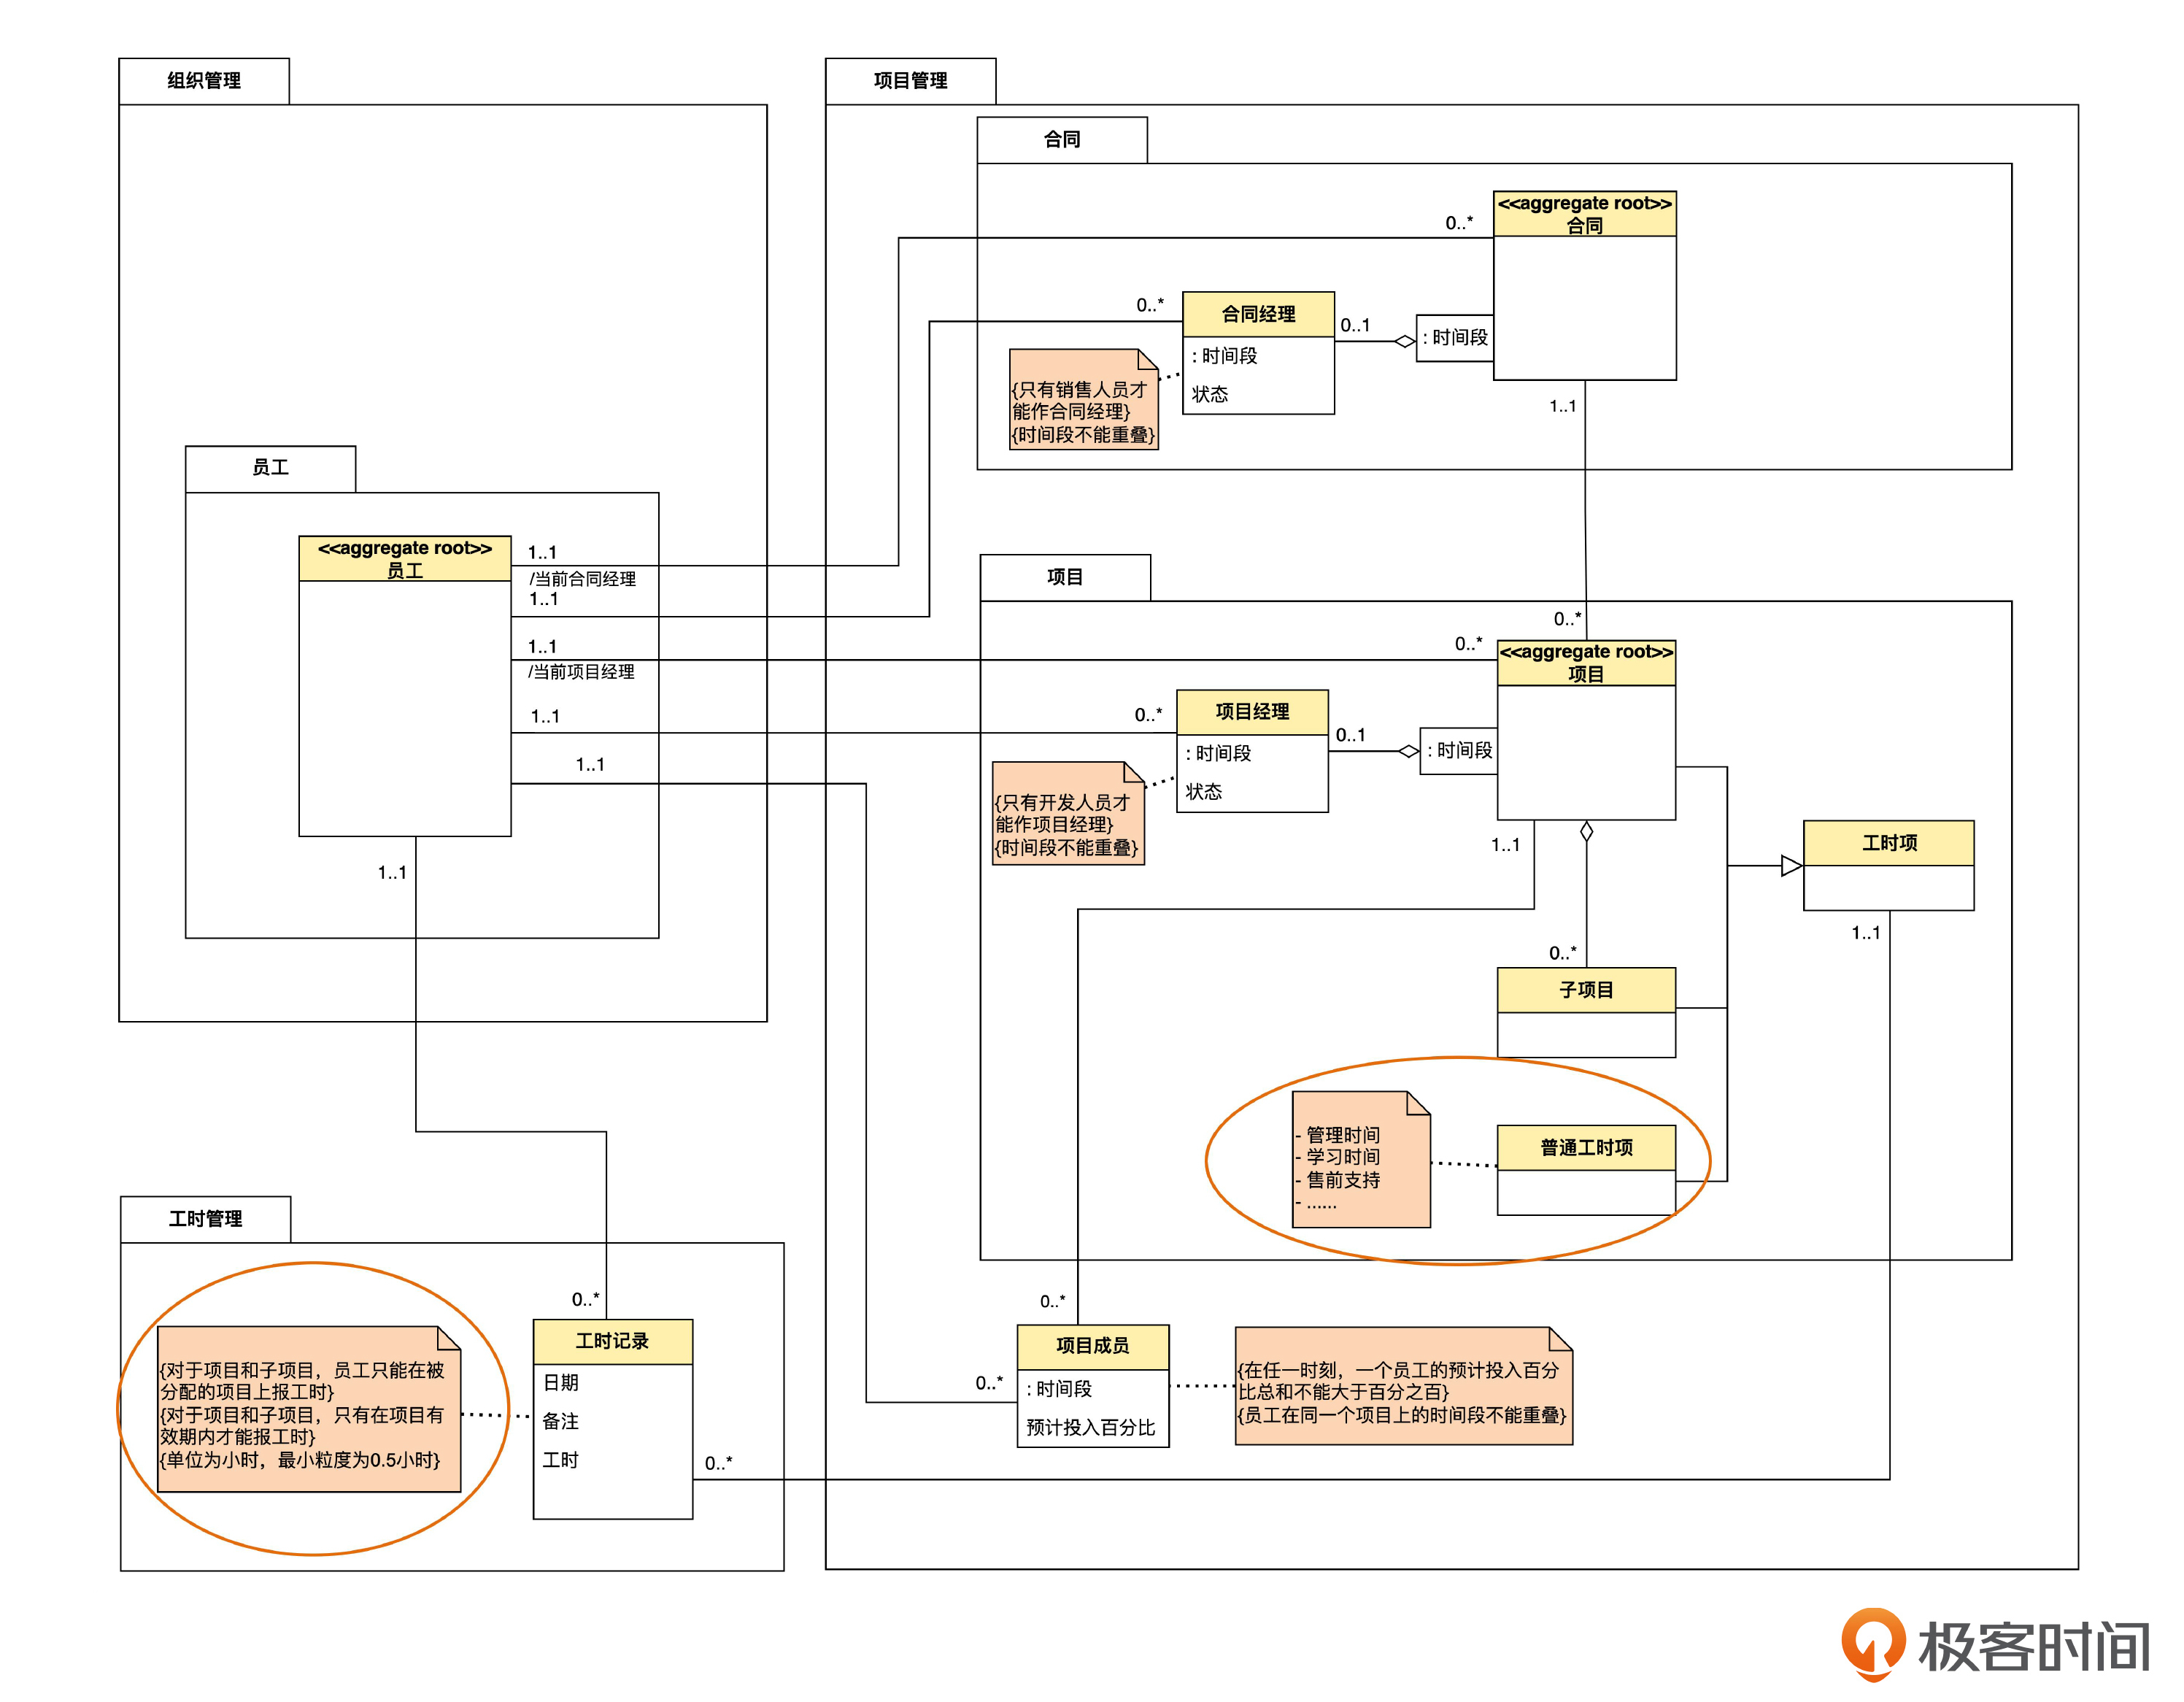 组织管理
项目管理
合同
<<aggregate root>>
合同
0..*
0..*
合同经理
: 时间段
状态
0..1
: 时间段
{只有销售人员才
能作合同经理}
{时间段不能重叠}
1..1
员工
<<aggregate root>>
员工
1..1
/当前合同经理
1..1
1..1
/当前项目经理
1..1
1..1
1..1
项目
0..*
0..*
<<aggregate root>>
项目
0..*
项目经理
: 时间段
状态
0..1
: 时间段
{只有开发人员才
能作项目经理}
{时间段不能重叠}
1..1
工时项
1..1
0..*
子项目
- 管理时间
- 学习时间
- 售前支持
- ......
普通工时项
工时管理
0..*
工时记录
日期
备注
工时
0..*
{对于项目和子项目，员工只能在被
分配的项目上报工时}
{对于项目和子项目，只有在项目有
效期内才能报工时}
{单位为小时，最小粒度为0.5小时}
0..*
0..*
项目成员
: 时间段
预计投入百分比
{在任一时刻，一个员工的预计投入百分
比总和不能大于百分之百}
{员工在同一个项目上的时间段不能重叠}
极客时间